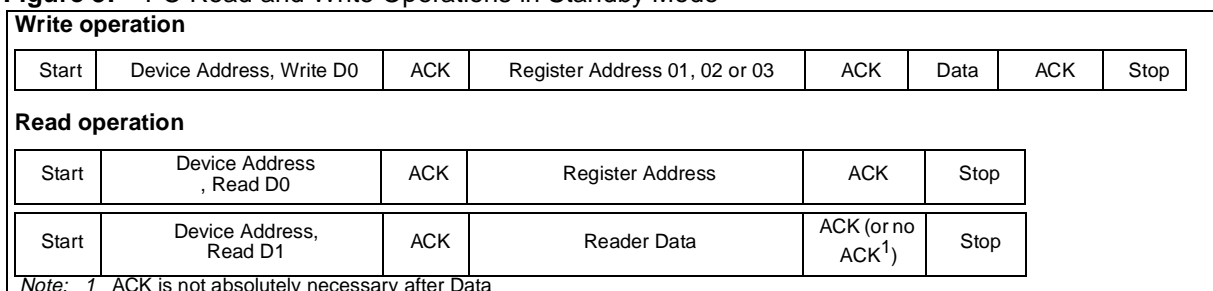 Write operation
Start Device Address, Write D0 ACK Register Address 01, 02 or 03 ACK Data ACK Stop
Read operation
Start Device Address
, Read D0 ACK Register Address ACK Stop
Start Device Address,
Read D1 ACK Reader Data ACK (or no
ACK1) Stop
Note: 1 ACK is not absolutely necessary after Data